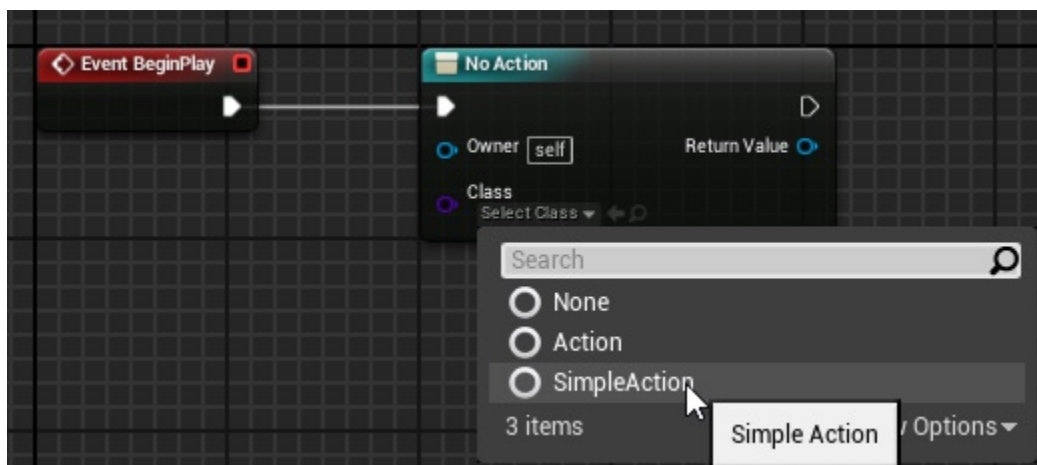 Event BeginPlay
No Action
Owner self
Return Value
Class
Select Class
Search
None
Action
SimpleAction
3 items
Simple Action
Options